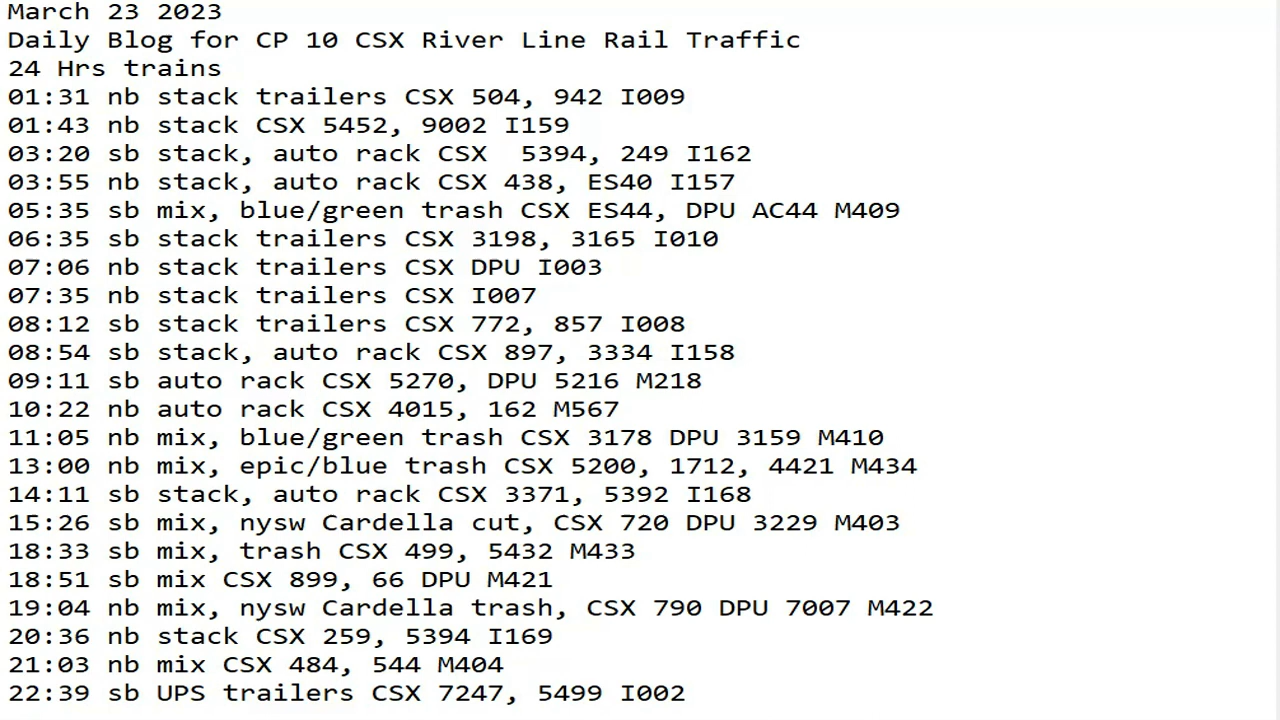 March 23 2023
Daily Blog for CP 10 CSX River Line Rail Traffic
24 Hrs trains
01:31 nb stack trailers CSX 504, 942 I009
01:43 nb stack CSX 5452, 9002 I159
03:20 sb stack, auto rack CSX  5394, 249 I162
03:55 nb stack, auto rack CSX 438, ES40 I157
05:35 sb mix, blue/green trash CSX ES44, DPU AC44 M409
06:35 sb stack trailers CSX 3198, 3165 I010
07:06 nb stack trailers CSX DPU I003
07:35 nb stack trailers CSX I007
08:12 sb stack trailers CSX 772, 857 I008
08:54 sb stack, auto rack CSX 897, 3334 I158
09:11 sb auto rack CSX 5270, DPU 5216 M218
10:22 nb auto rack CSX 4015, 162 M567
11:05 nb mix, blue/green trash CSX 3178 DPU 3159 M410
13:00 nb mix, epic/blue trash CSX 5200, 1712, 4421 M434
14:11 sb stack, auto rack CSX 3371, 5392 I168
15:26 sb mix, nysw Cardella cut, CSX 720 DPU 3229 M403
18:33 sb mix, trash CSX 499, 5432 M433
18:51 sb mix CSX 899, 66 DPU M421
19:04 nb mix, nysw Cardella trash, CSX 790 DPU 7007 M422
20:36 nb stack CSX 259, 5394 I169
21:03 nb mix CSX 484, 544 M404
22:39 sb UPS trailers CSX 7247, 5499 I002